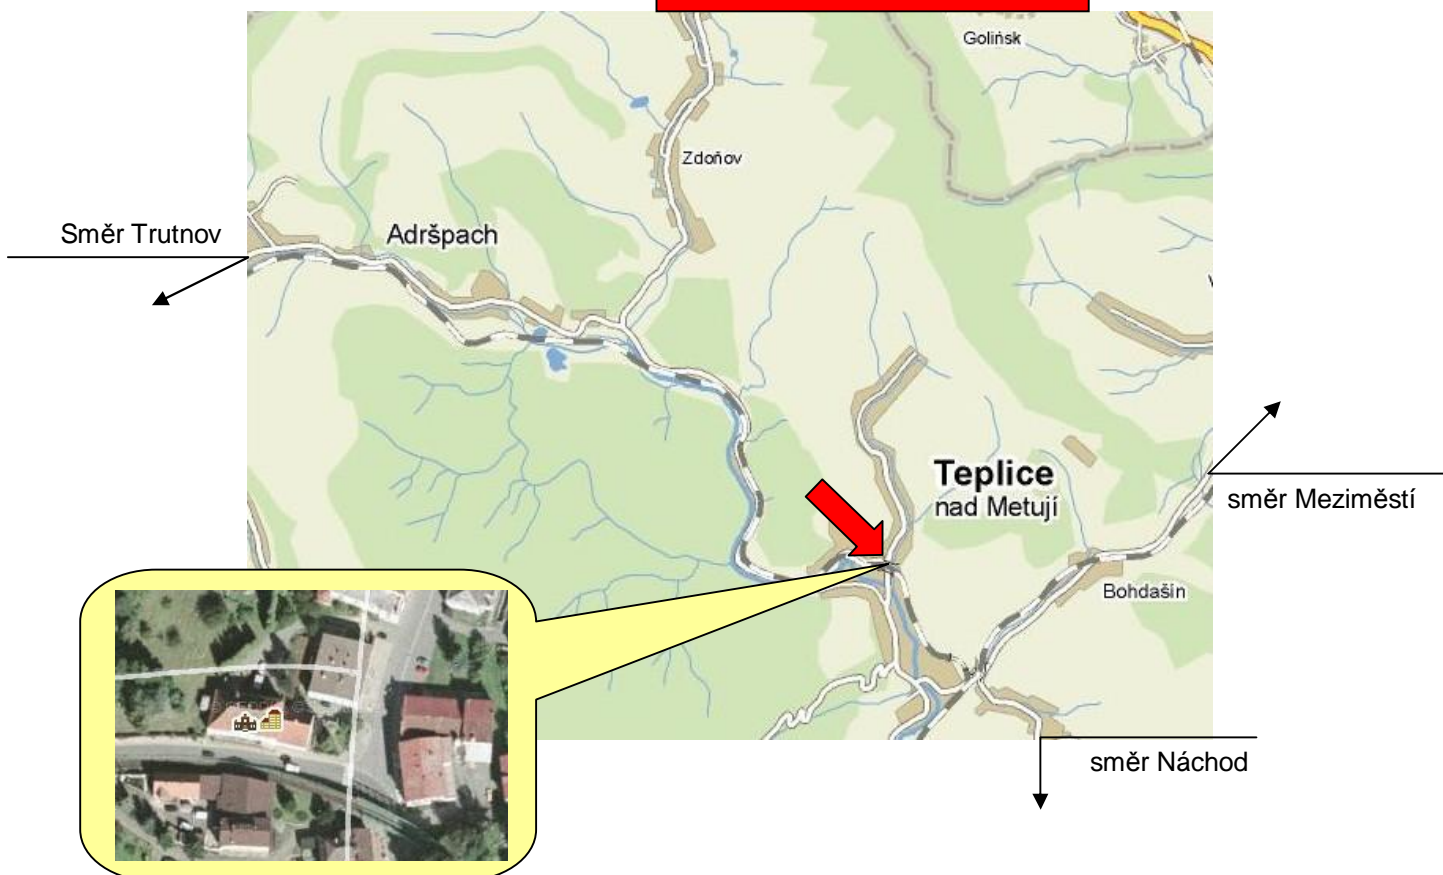 Golińsk
Zdoňov
Směr Trutnov
Adršpach
Teplice
nad Metují
směr Meziměstí
Bohdašín
směr Náchod